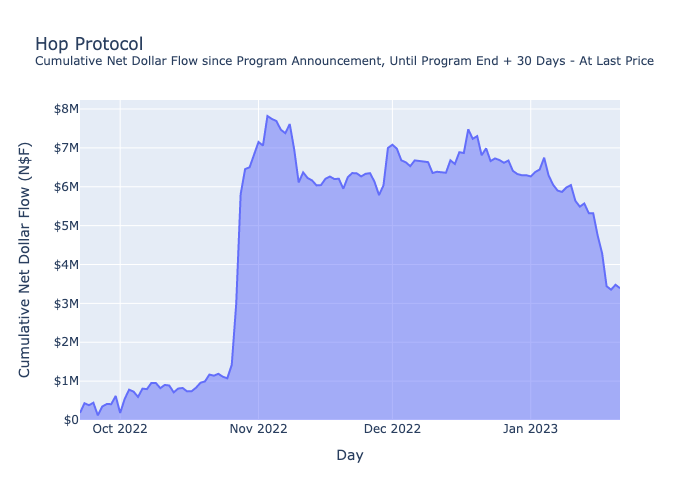 Hop Protocol
Cumulative Net Dollar Flow since Program Announcement, Until Program End + 30 Days - At Last Price
$8M
$7M
$6M
$5M
$4M
$3M
$2M
$1M
$0
Cumulative Net Dollar Flow (N$F)
Oct 2022 Nov 2022 Dec 2022 Jan 2023
Day